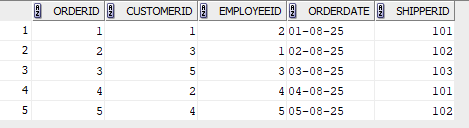 ORDERID CUSTOMERID EMPLOYEEID ORDERDATE SHIPPERID
1 1 1 2 01-08-25 101
2 2 3 1 02-08-25 102
3 3 5 3 03-08-25 103
4 4 2 4 04-08-25 101
5 5 4 5 05-08-25 102